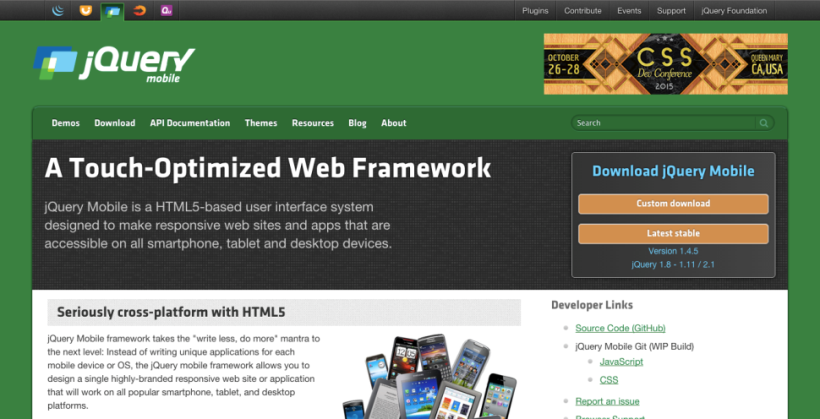 Plugins
Contribute
Events
Support
jQuery Foundation
jQuery
mobile
OCTOBER
26-28
CSS
Dev Conference
2015
QUEEN MARY
CA, USA
Demos
Download
API Documentation
Themes
Resources
Blog
About
Search
A Touch-Optimized Web Framework
jQuery Mobile is a HTML5-based user interface system
designed to make responsive web sites and apps that are
accessible on all smartphone, tablet and desktop devices.
Download jQuery Mobile
Custom download
Latest stable
Version 1.4.5
jQuery 1.8 - 1.11 / 2.1
Seriously cross-platform with HTML5
jQuery Mobile framework takes the "write less, do more" mantra to
the next level: Instead of writing unique applications for each
mobile device or OS, the jQuery mobile framework allows you to
design a single highly-branded responsive web site or application
that will work on all popular smartphone, tablet, and desktop
platforms.
Developer Links
Source Code (GitHub)
jQuery Mobile Git (WIP Build)
JavaScript
CSS
Report an issue
Browser Support